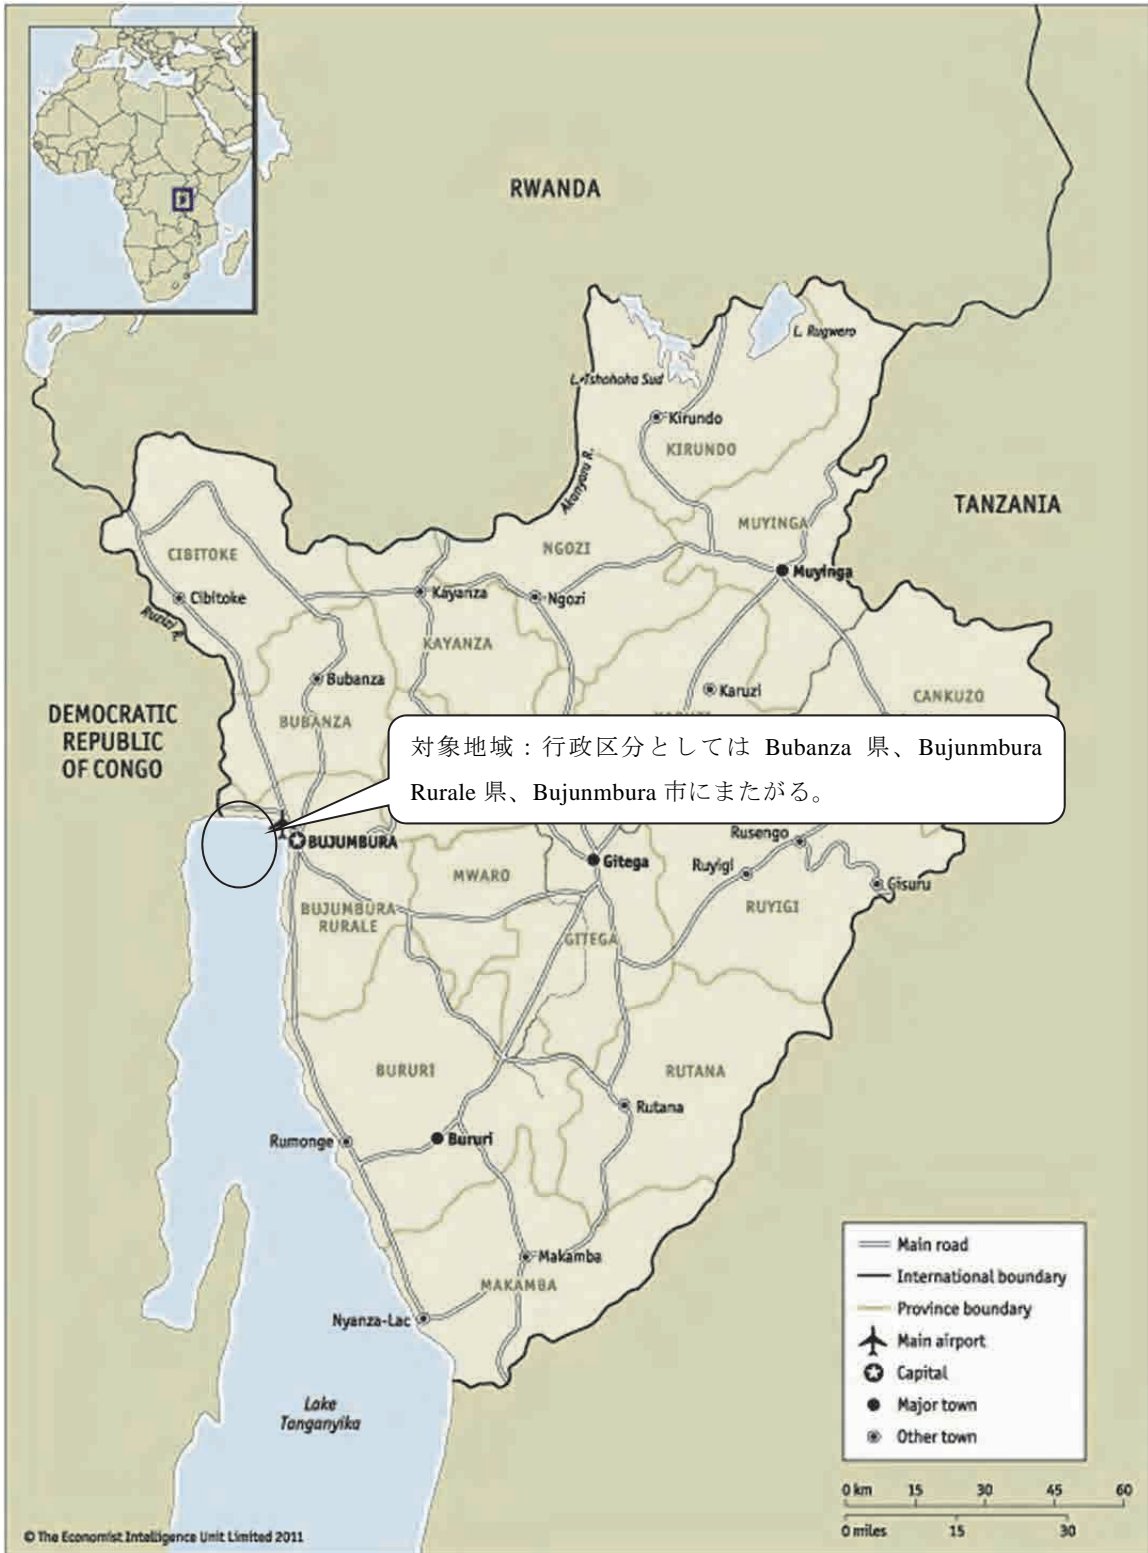 RWANDA
L. Rugwero
L. Tshohoha Sud
Kirundo
KIRUNDO
Akanyaru R.
TANZANIA
MUYINGA
NGOZI
CIBITOKE
Muyinga
Kayanza
Ngozi
Cibitoke
Ruzizi R.
KAYANZA
Bubanza
Karuzi
CANKUZO
DEMOCRATIC
REPUBLIC
OF CONGO
BUBANZA
対象地域:行政区分としては Bubanza 県、Bujunmbura
Rurale 県、Bujunmbura 市にまたがる。
BUJUMBURA
Rusengo
Gitega
Ruyigi
MWARO
Gisuru
BUJUMBURA
RURALE
RUYIGI
GITEGA
BURURI
RUTANA
Rutana
Rumonge
Bururi
Makamba
MAKAMBA
Nyanza-Lac
Lake
Tanganyika
Main road
International boundary
Province boundary
Main airport
Capital
Major town
Other town
0 km 15 30 45 60
0 miles 15 30
© The Economist Intelligence Unit Limited 2011